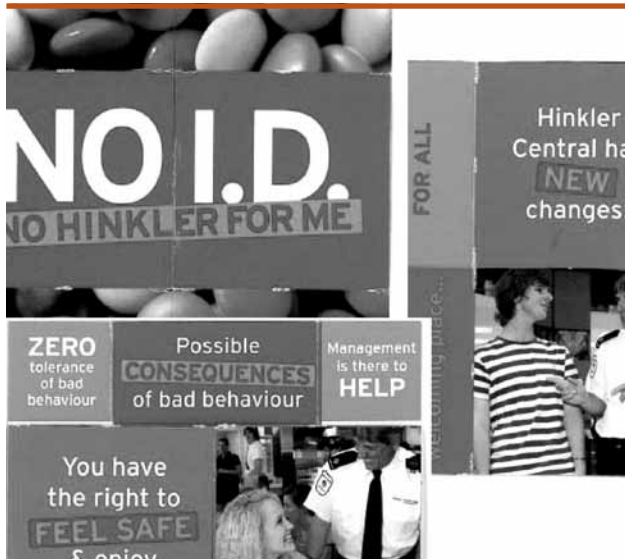 NO I.D.
NO HINKLER FOR ME
FOR ALL
welcoming place...
Hinkler
Central ha
NEW
changes
ZERO
tolerance
of bad
behaviour
Possible
CONSEQUENCES
of bad behaviour
Management
is there to
HELP
You have
the right to
FEEL SAFE
& enjoy